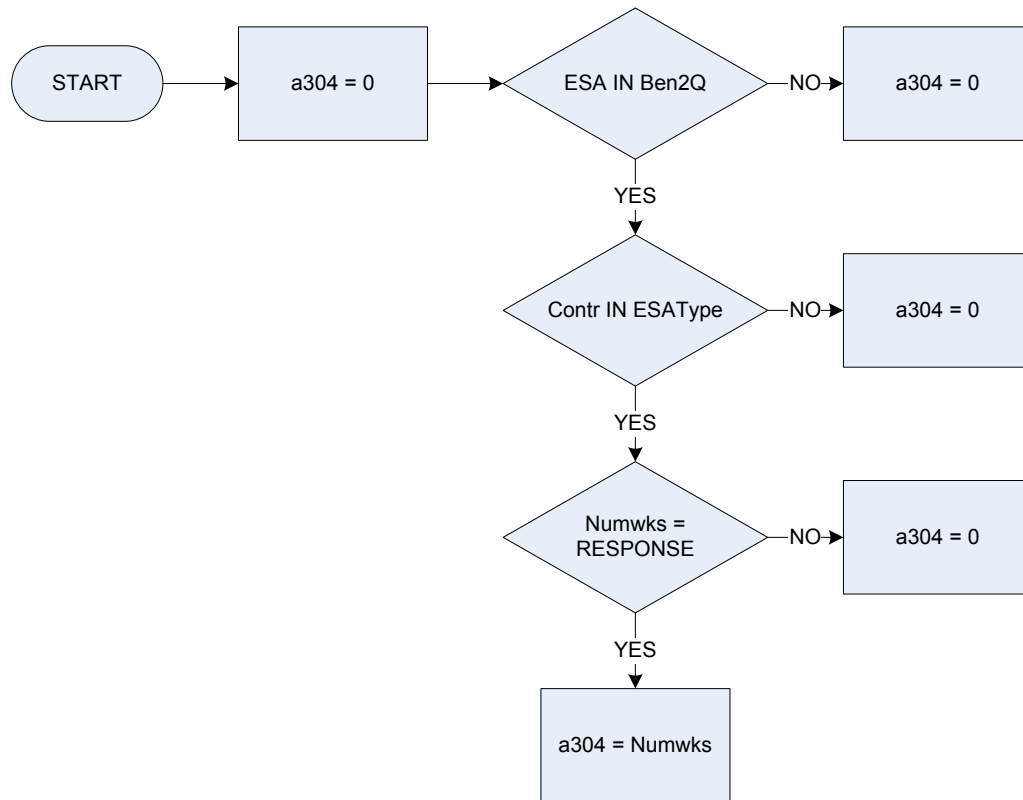 START
a304 = 0
ESA IN Ben2Q
NO
a304 = 0
YES
Contr IN ESAType
NO
a304 = 0
YES
Numwks =
RESPONSE
NO
a304 = 0
YES
a304 = Numwks